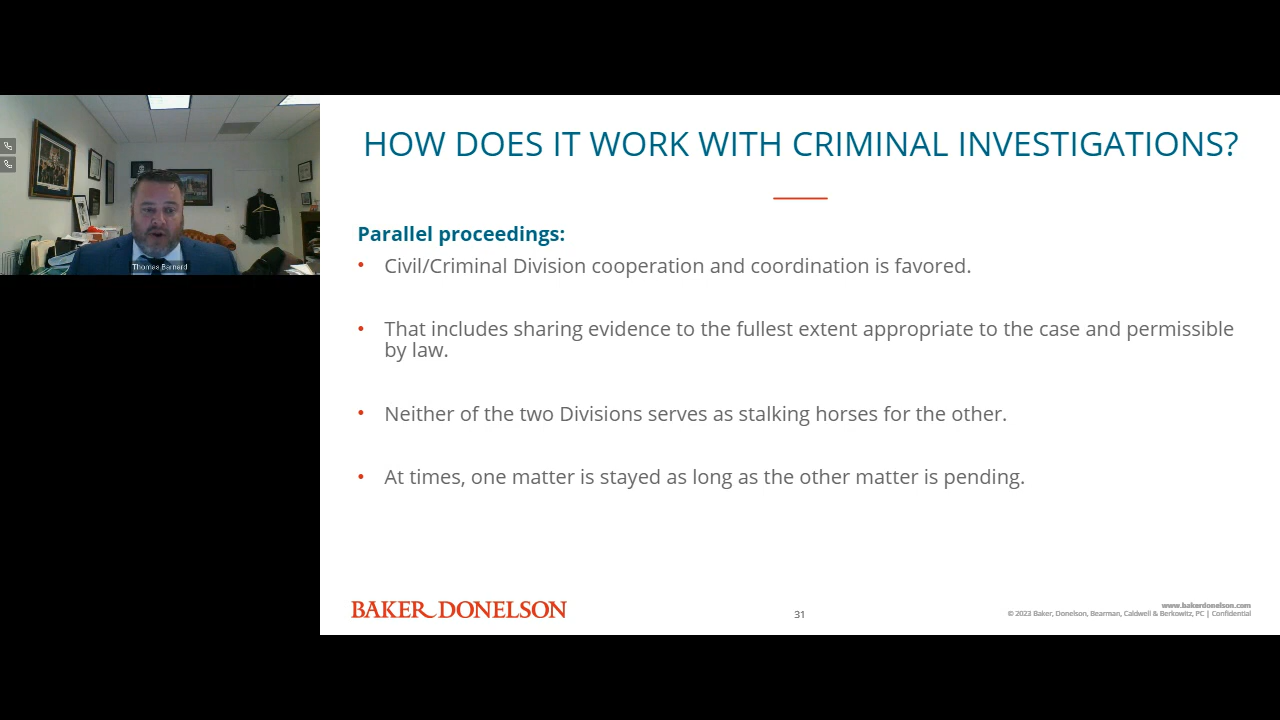 Thomas Barnard
HOW DOES IT WORK WITH CRIMINAL INVESTIGATIONS?
Parallel proceedings:
• Civil/Criminal Division cooperation and coordination is favored.
• That includes sharing evidence to the fullest extent appropriate to the case and permissible
by law.
• Neither of the two Divisions serves as stalking horses for the other.
• At times, one matter is stayed as long as the other matter is pending.
BAKER DONELSON
31
www.bakerdonelson.com
© 2023 Baker, Donelson, Bearman, Caldwell & Berkowitz, PC | Confidential